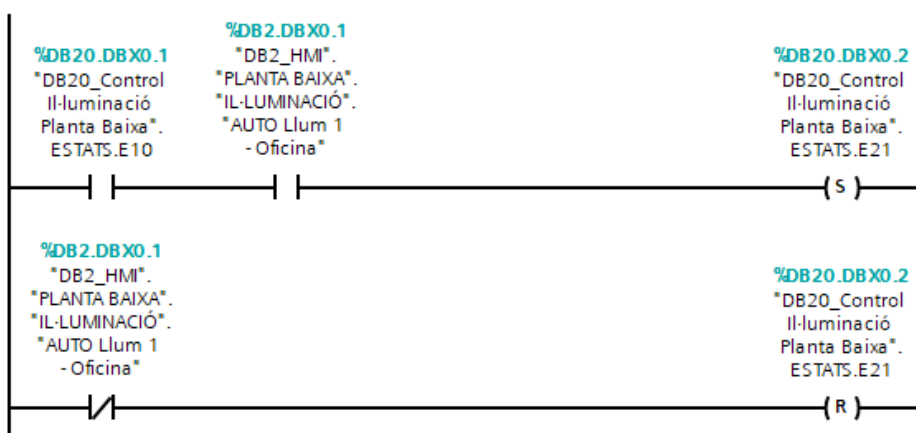 %DB20.DBX0.1
"DB20_Control
Il·luminació
Planta Baixa".
ESTATS.E10
%DB2.DBX0.1
"DB2_HMI".
"PLANTA BAIXA".
"IL·LUMINACIÓ".
"AUTO Llum 1
- Oficina"
%DB20.DBX0.2
"DB20_Control
Il·luminació
Planta Baixa".
ESTATS.E21
S
%DB2.DBX0.1
"DB2_HMI".
"PLANTA BAIXA".
"IL·LUMINACIÓ".
"AUTO Llum 1
- Oficina"
%DB20.DBX0.2
"DB20_Control
Il·luminació
Planta Baixa".
ESTATS.E21
R